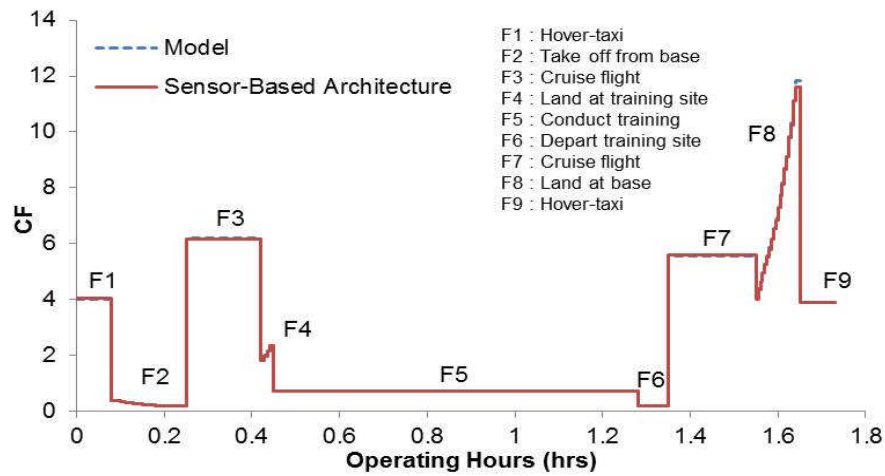 14
12
10
8
6
4
2
0
CF
Model
Sensor-Based Architecture
F1 : Hover-taxi
F2 : Take off from base
F3 : Cruise flight
F4 : Land at training site
F5 : Conduct training
F6 : Depart training site
F7 : Cruise flight
F8 : Land at base
F9 : Hover-taxi
F1
F2
F3
F4
F5
F6
F7
F8
F9
0
0.2
0.4
0.6
0.8
1
1.2
1.4
1.6
1.8
Operating Hours (hrs)